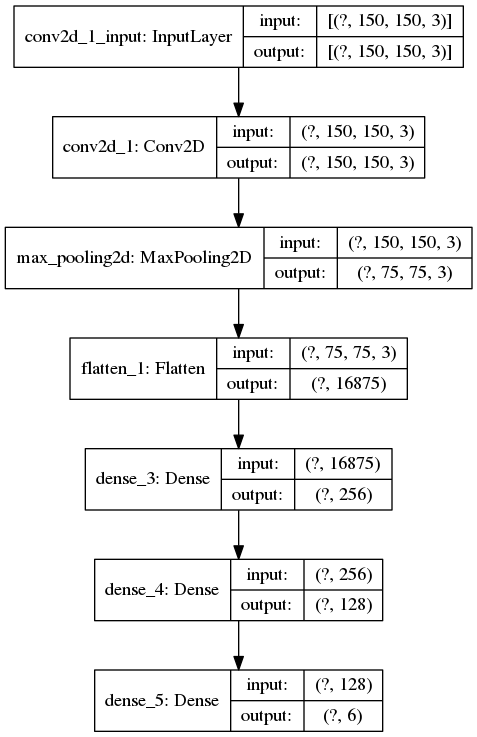 conv2d_1_input: InputLayer
input: [(?, 150, 150, 3)]
output: [(?, 150, 150, 3)]
conv2d_1: Conv2D
input: (?, 150, 150, 3)
output: (?, 150, 150, 3)
max_pooling2d: MaxPooling2D
input: (?, 150, 150, 3)
output: (?, 75, 75, 3)
flatten_1: Flatten
input: (?, 75, 75, 3)
output: (?, 16875)
dense_3: Dense
input: (?, 16875)
output: (?, 256)
dense_4: Dense
input: (?, 256)
output: (?, 128)
dense_5: Dense
input: (?, 128)
output: (?, 6)